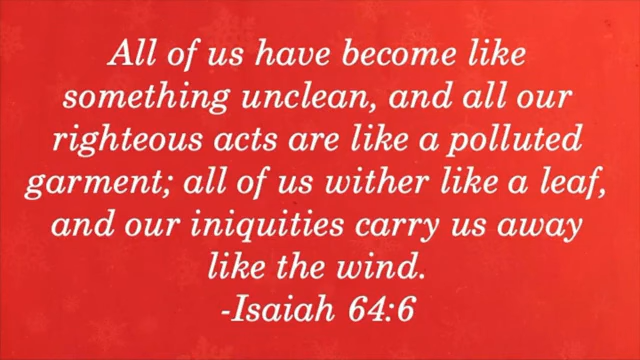 All of us have become like
something unclean, and all our
righteous acts are like a polluted
garment; all of us wither like a leaf,
and our iniquities carry us away
like the wind.
-Isaiah 64:6